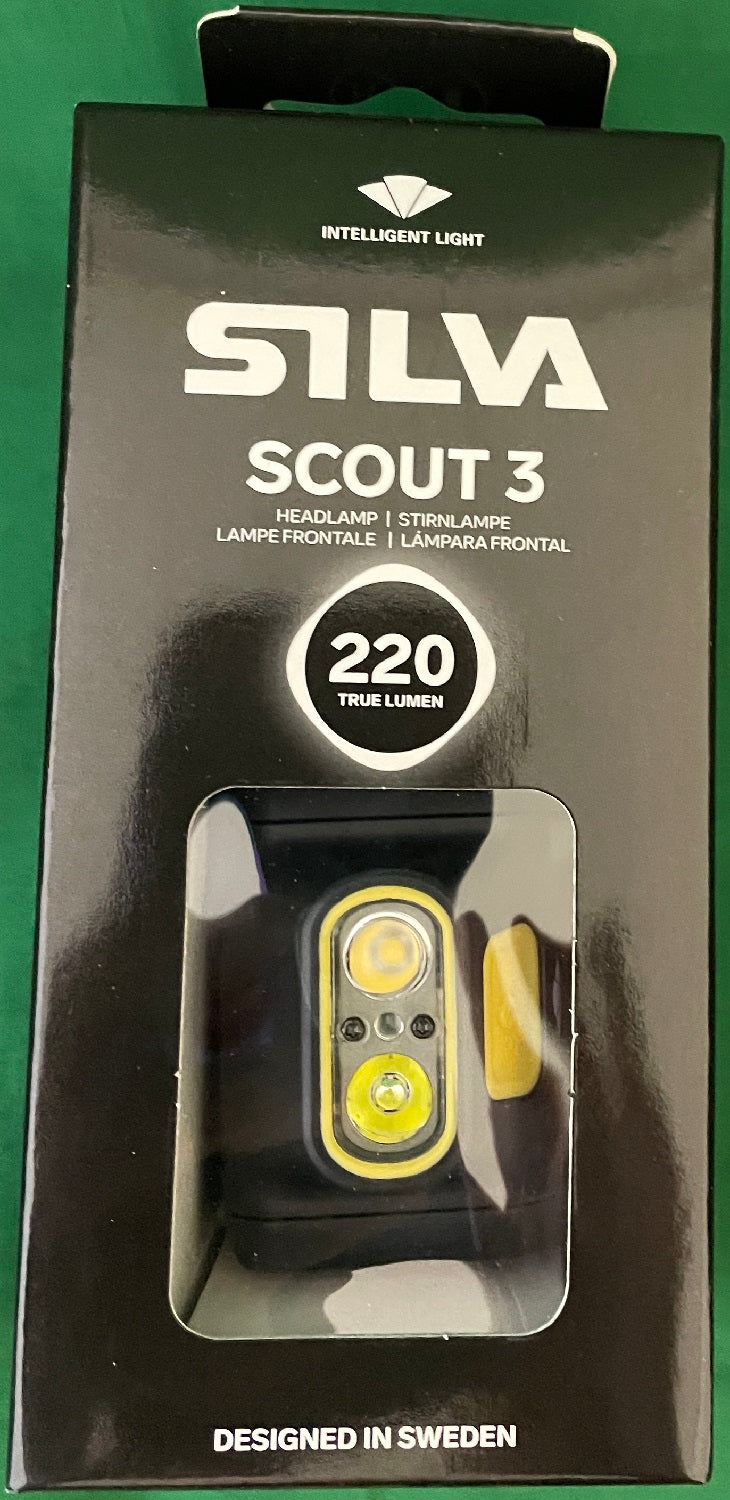 INTELLIGENT LIGHT
SILVA
SCOUT 3
HEADLAMP | STIRNLAMPE
LAMPE FRONTALE | LÁMPARA FRONTAL
220
TRUE LUMEN
DESIGNED IN SWEDEN